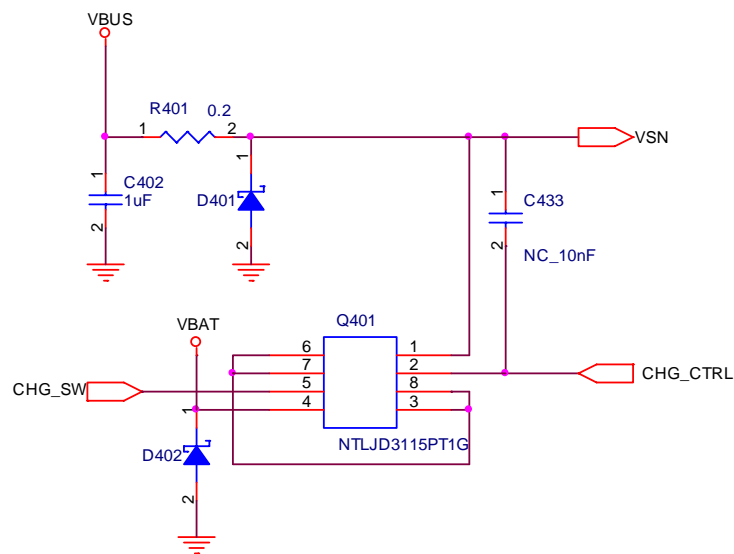 VBUS
R401 0.2
1 2
VSN
1
C402
1uF
2
1
D401
2
1
C433
2
NC_10nF
VBAT
Q401
6 1
7 2
CHG_CTRL
CHG_SW
5 8
4 3
1
NTLJD3115PT1G
D402
2